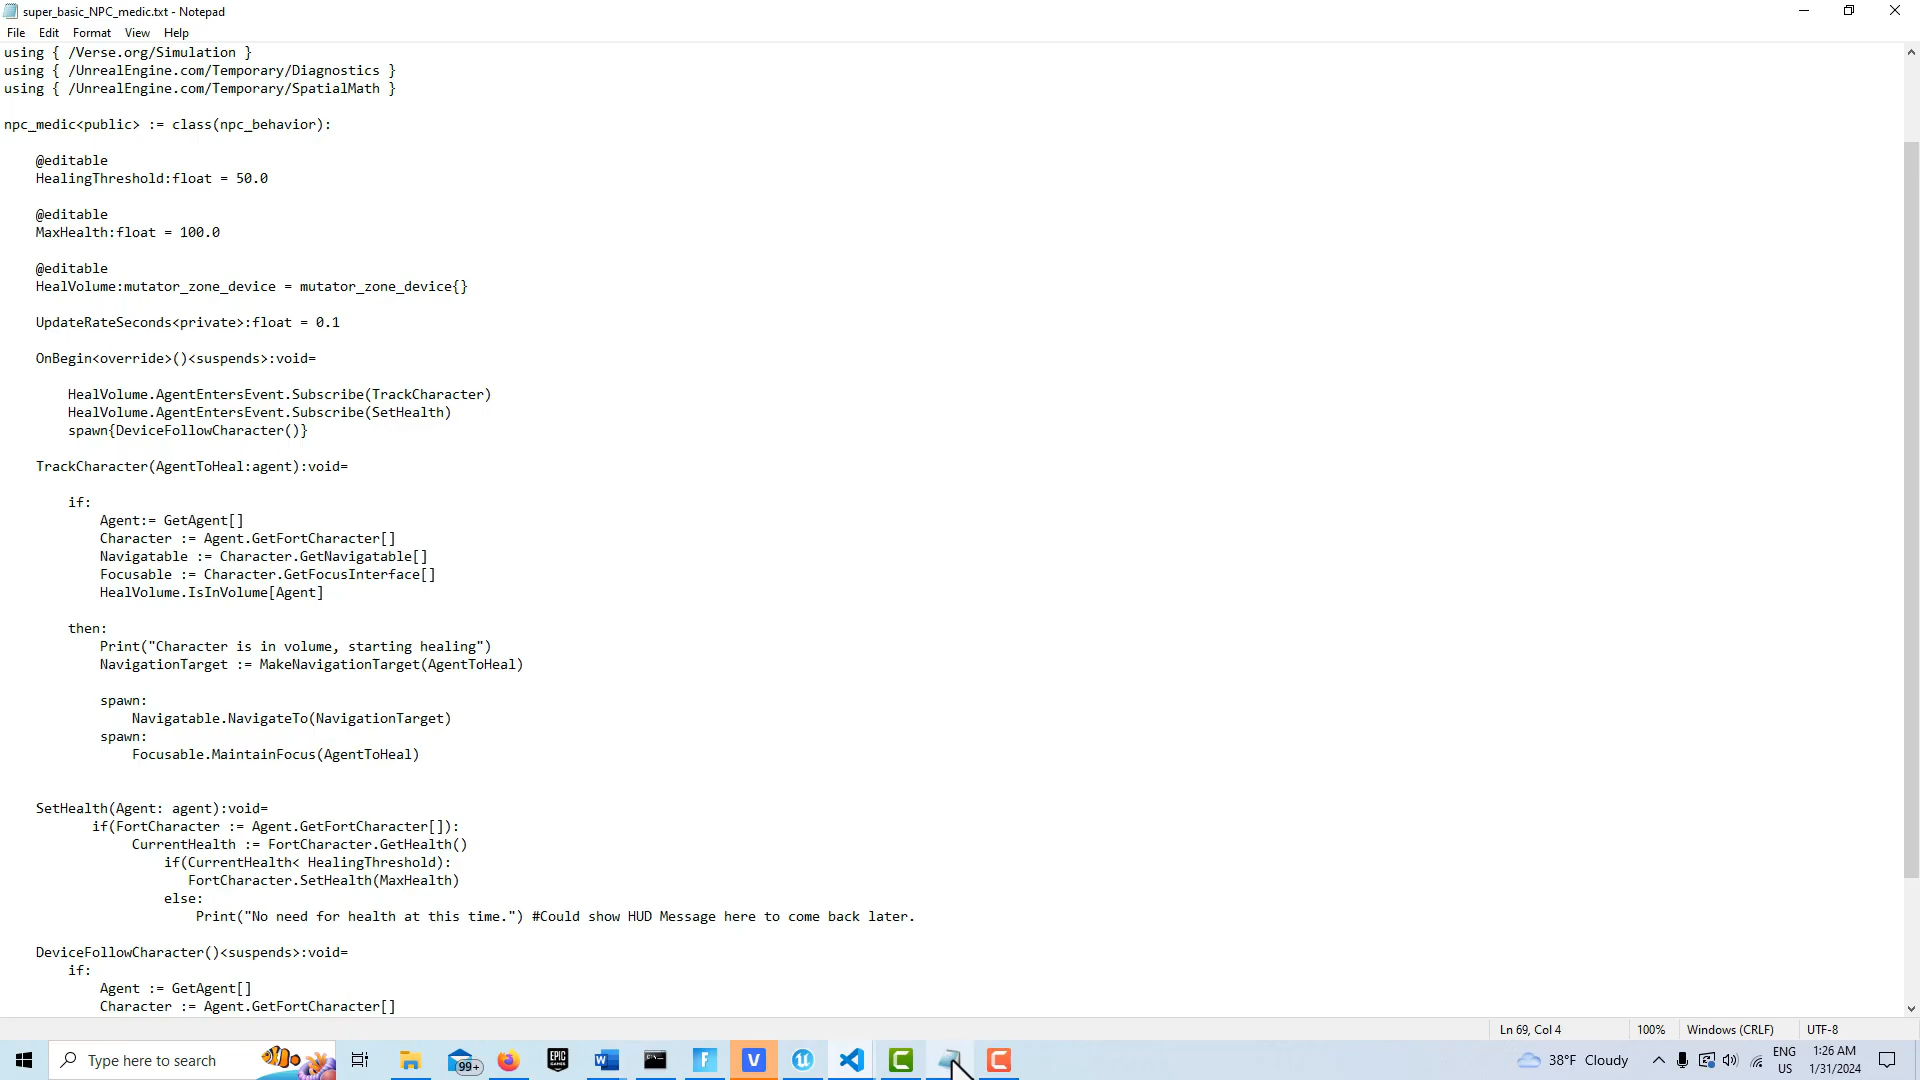 super_basic_NPC_medic.txt - Notepad
File Edit Format View Help
using { /Verse.org/Simulation }
using { /UnrealEngine.com/Temporary/Diagnostics }
using { /UnrealEngine.com/Temporary/SpatialMath }
npc_medic<public> := class(npc_behavior):
@editable
HealingThreshold:float = 50.0
@editable
MaxHealth:float = 100.0
@editable
HealVolume:mutator_zone_device = mutator_zone_device{}
UpdateRateSeconds<private>:float = 0.1
OnBegin<override>()<suspends>:void=
HealVolume.AgentEntersEvent.Subscribe(TrackCharacter)
HealVolume.AgentEntersEvent.Subscribe(SetHealth)
spawn{DeviceFollowCharacter()}
TrackCharacter(AgentToHeal:agent):void=
if:
Agent:= GetAgent[]
Character := Agent.GetFortCharacter[]
Navigatable := Character.GetNavigatable[]
Focusable := Character.GetFocusInterface[]
HealVolume.IsInVolume[Agent]
then:
Print("Character is in volume, starting healing")
NavigationTarget := MakeNavigationTarget(AgentToHeal)
spawn:
Navigatable.NavigateTo(NavigationTarget)
spawn:
Focusable.MaintainFocus(AgentToHeal)
SetHealth(Agent: agent):void=
if(FortCharacter := Agent.GetFortCharacter[]):
CurrentHealth := FortCharacter.GetHealth()
if(CurrentHealth< HealingThreshold):
FortCharacter.SetHealth(MaxHealth)
else:
Print("No need for health at this time.") #Could show HUD Message here to come back later.
DeviceFollowCharacter()<suspends>:void=
if:
Agent := GetAgent[]
Character := Agent.GetFortCharacter[]
Ln 69, Col 4 100% Windows (CRLF) UTF-8
Type here to search 99+ EPIC GAMES W F V 38°F Cloudy ENG US 1:26 AM 1/31/2024